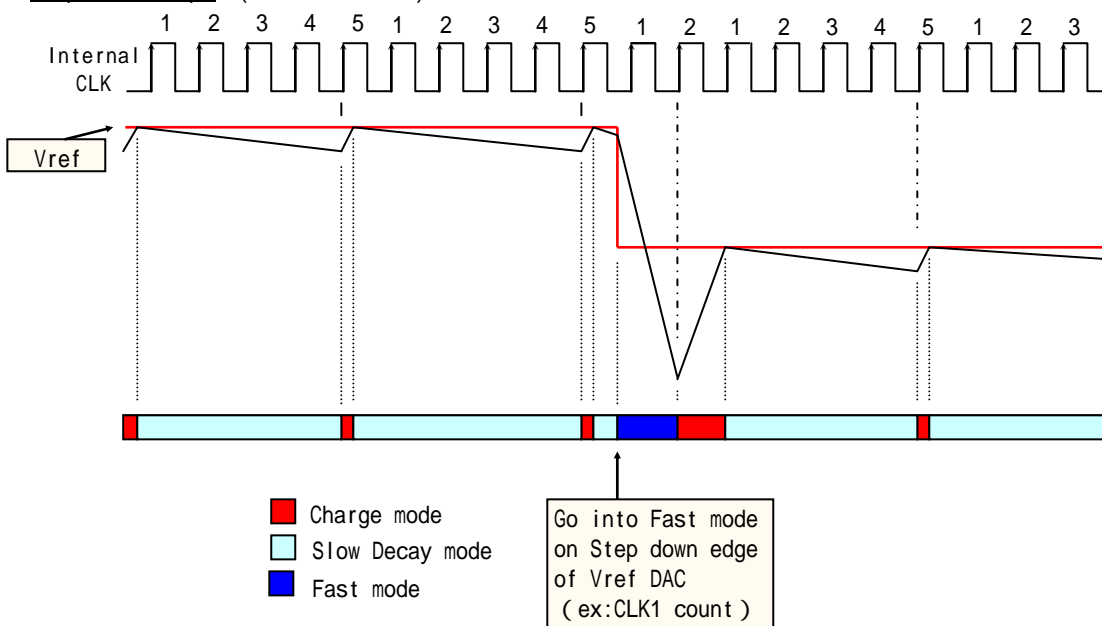 1 2 3 4 5 1 2 3 4 5 1 2 1 2 3 4 5 1 2 3
Internal
CLK
Vref
Charge mode
Slow Decay mode
Fast mode
Go into Fast mode
on Step down edge
of Vref DAC
(ex:CLK1 count)